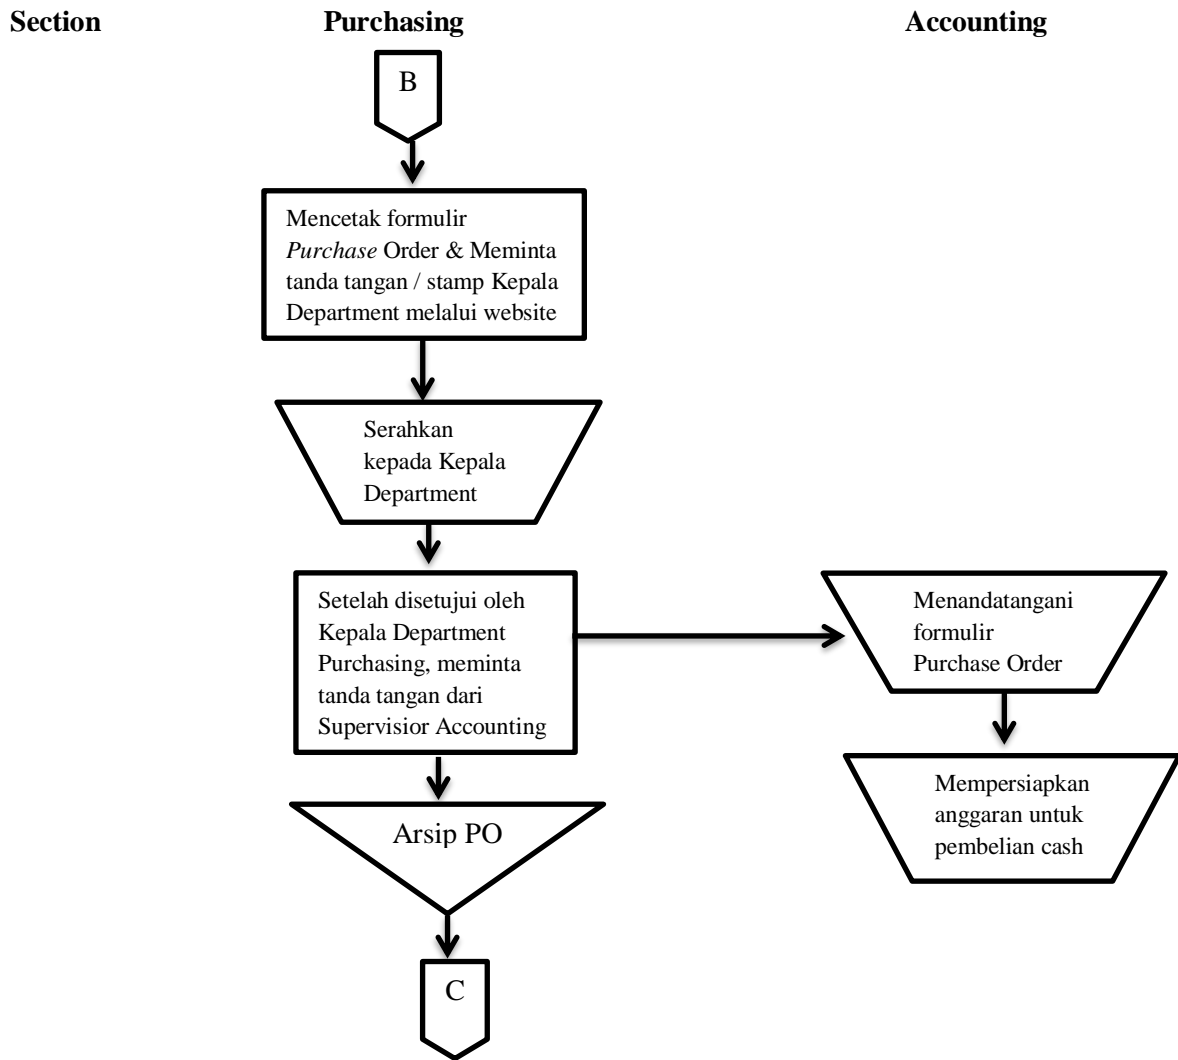 Section
Purchasing
Accounting
B
Mencetak formulir
Purchase Order & Meminta
tanda tangan / stamp Kepala
Department melalui website
Serahkan
kepada Kepala
Department
Setelah disetujui oleh
Kepala Department
Purchasing, meminta
tanda tangan dari
Supervisior Accounting
Menandatangani
formulir
Purchase Order
Mempersiapkan
anggaran untuk
pembelian cash
Arsip PO
C